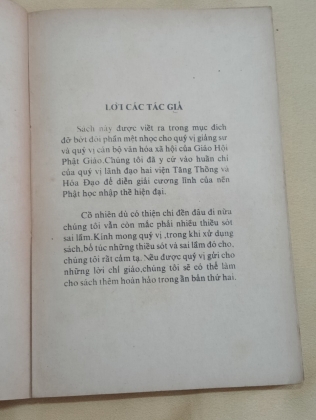 LỜI CÁC TÁC GIẢ
Sách này được viết ra trong mục đích
đỡ bớt đôi phần mệt nhọc cho quý vị giảng sư
và quý vị cán bộ văn hóa xã hội của Giáo Hội
Phật Giáo.Chúng tôi đã y cứ vào huấn chỉ
của quý vị lãnh đạo hai viện Tăng Thống và
Hóa Đạo để diễn giải cương lĩnh của nền
Phật học nhập thế hiện đại.
Cố nhiên dù có thiện chí đến đâu đi nữa
chúng tôi vẫn còn mắc phải nhiều thiếu sót
sai lầm.Kính mong quý vị ,trong khi xử dụng
sách,bổ túc những thiếu sót và sai lầm đó cho,
chúng tôi rất cảm tạ. Nếu được quý vị gửi cho
những lời chỉ giáo,chúng tôi sẽ có thể làm
cho sách thêm hoàn hảo trong ấn bản thứ hai.